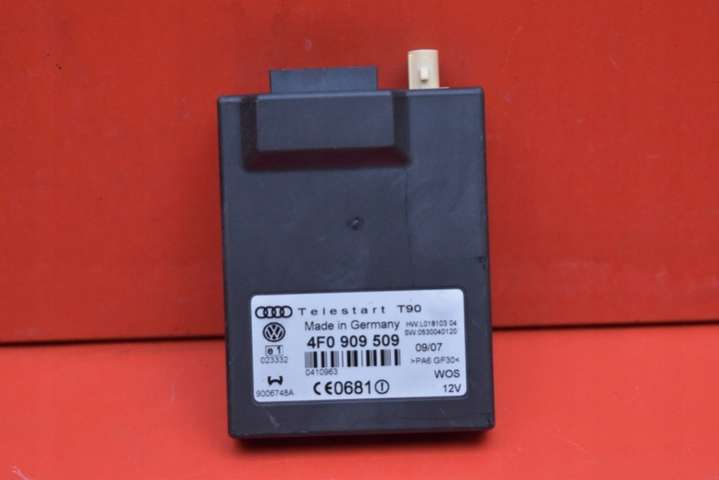 Telestart T90
Made in Germany
HW:L018103 04
SW:0530040120
4F0 909 509
09/07
e1
023332
>PA6 GF30<
0410963
WOS
9006748A
CE0681
12V